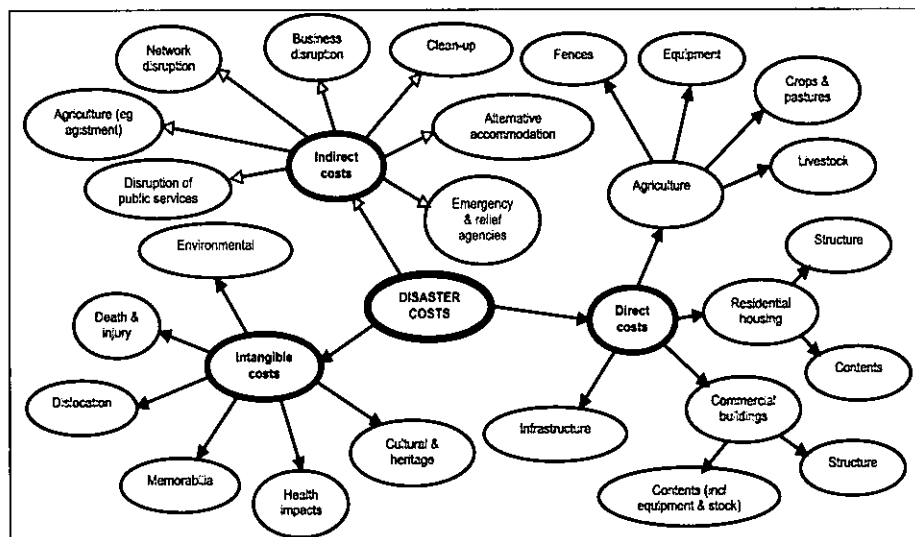 Network
disruption
Business
disruption
Clean-up
Agriculture (eg
agistment)
Alternative
accommodation
Indirect
costs
Disruption of
public services
Emergency
& relief
agencies
Fences
Equipment
Crops &
pastures
Livestock
Agriculture
Structure
Residential
housing
Contents
Environmental
DISASTER
COSTS
Direct
costs
Death &
injury
Intangible
costs
Dislocation
Memorabilia
Health
impacts
Cultural &
heritage
Infrastructure
Commercial
buildings
Structure
Contents (incl
equipment & stock)